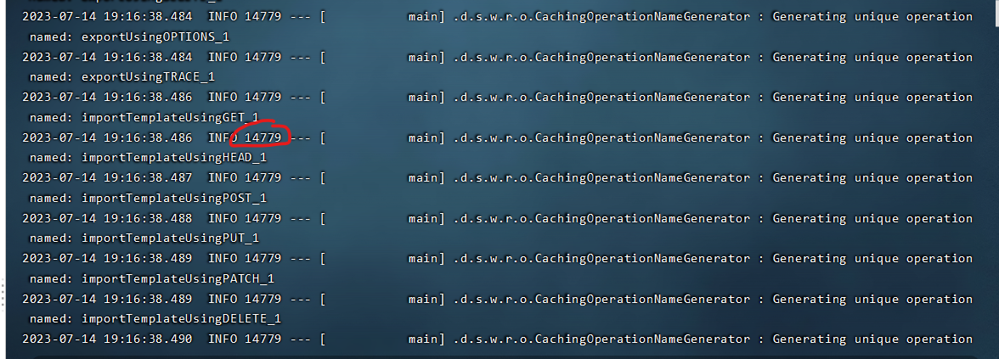 2023-07-14 19:16:38.484  INFO 14779 --- [           main] .d.s.w.r.o.CachingOperationNameGenerator : Generating unique operation
 named: exportUsingOPTIONS_1
2023-07-14 19:16:38.484  INFO 14779 --- [           main] .d.s.w.r.o.CachingOperationNameGenerator : Generating unique operation
 named: exportUsingTRACE_1
2023-07-14 19:16:38.486  INFO 14779 --- [           main] .d.s.w.r.o.CachingOperationNameGenerator : Generating unique operation
 named: importTemplateUsingGET_1
2023-07-14 19:16:38.486  INFO 14779 --- [           main] .d.s.w.r.o.CachingOperationNameGenerator : Generating unique operation
 named: importTemplateUsingHEAD_1
2023-07-14 19:16:38.487  INFO 14779 --- [           main] .d.s.w.r.o.CachingOperationNameGenerator : Generating unique operation
 named: importTemplateUsingPOST_1
2023-07-14 19:16:38.488  INFO 14779 --- [           main] .d.s.w.r.o.CachingOperationNameGenerator : Generating unique operation
 named: importTemplateUsingPUT_1
2023-07-14 19:16:38.489  INFO 14779 --- [           main] .d.s.w.r.o.CachingOperationNameGenerator : Generating unique operation
 named: importTemplateUsingPATCH_1
2023-07-14 19:16:38.489  INFO 14779 --- [           main] .d.s.w.r.o.CachingOperationNameGenerator : Generating unique operation
 named: importTemplateUsingDELETE_1
2023-07-14 19:16:38.490  INFO 14779 --- [           main] .d.s.w.r.o.CachingOperationNameGenerator : Generating unique operation